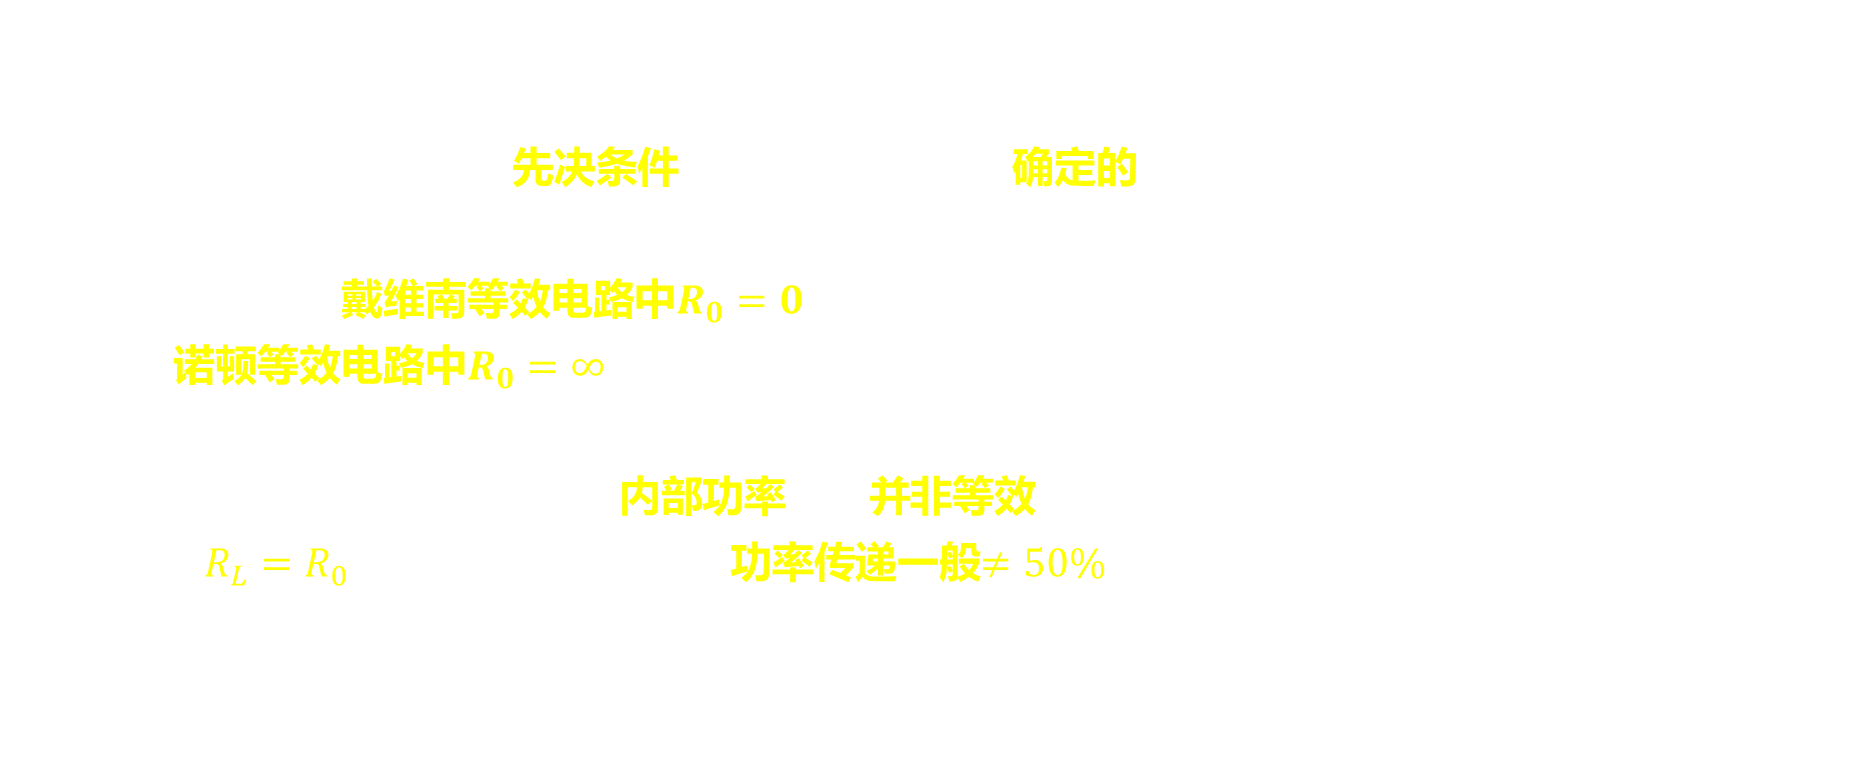 先决条件 确定的
戴维南等效电路中R₀ = 0
诺顿等效电路中R₀ = ∞
内部功率 并非等效
R_L = R₀ 功率传递一般≠ 50%